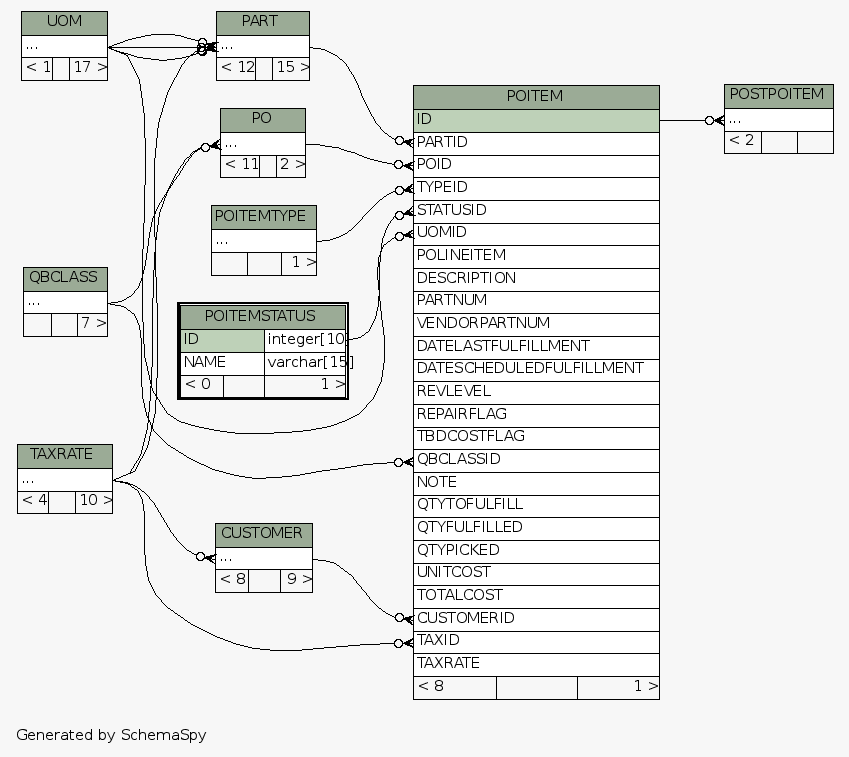 UOM
...
< 1 17 >
PART
...
< 12 15 >
PO
...
< 11 2 >
POITEMTYPE
...
1 >
QBCLASS
...
7 >
POITEMSTATUS
ID integer[10]
NAME varchar[15]
< 0 1 >
TAXRATE
...
< 4 10 >
CUSTOMER
...
< 8 9 >
POITEM
ID
PARTID
POID
TYPEID
STATUSID
UOMID
POLINEITEM
DESCRIPTION
PARTNUM
VENDORPARTNUM
DATELASTFULFILLMENT
DATESCHEDULEDFULFILLMENT
REVLEVEL
REPAIRFLAG
TBDCOSTFLAG
QBCLASSID
NOTE
QTYTOFULFILL
QTYFULFILLED
QTYPICKED
UNITCOST
TOTALCOST
CUSTOMERID
TAXID
TAXRATE
< 8 1 >
POSTPOITEM
...
< 2
Generated by SchemaSpy